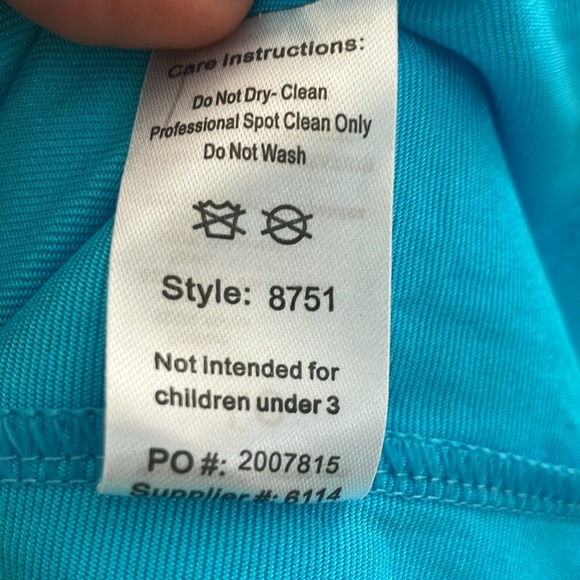 Care Instructions:
Do Not Dry- Clean
Professional Spot Clean Only
Do Not Wash
Style: 8751
Not intended for
children under 3
PO #: 2007815
Supplier #: 6114